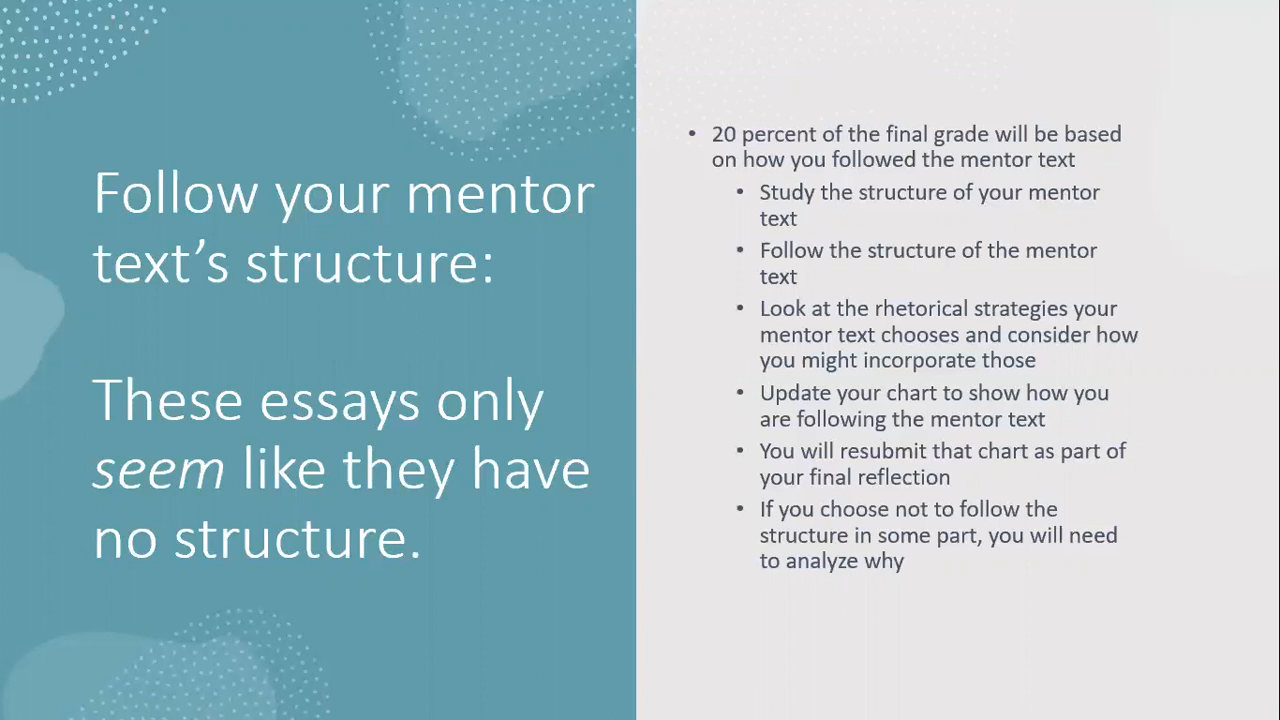 Follow your mentor
text's structure:
These essays only
seem like they have
no structure.
• 20 percent of the final grade will be based
on how you followed the mentor text
• Study the structure of your mentor
text
• Follow the structure of the mentor
text
• Look at the rhetorical strategies your
mentor text chooses and consider how
you might incorporate those
• Update your chart to show how you
are following the mentor text
• You will resubmit that chart as part of
your final reflection
• If you choose not to follow the
structure in some part, you will need
to analyze why